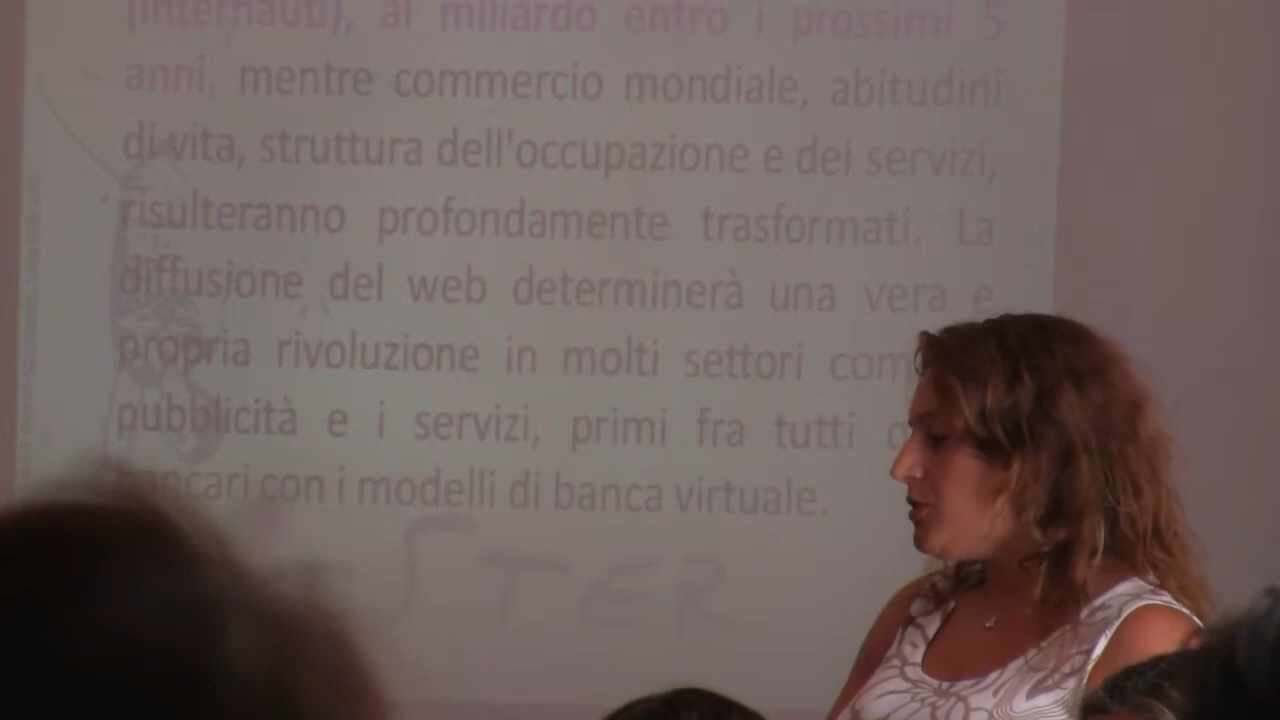 (internauti), al miliardo entro i prossimi 5
anni, mentre commercio mondiale, abitudini
di vita, struttura dell'occupazione e dei servizi,
risulteranno profondamente trasformati. La
diffusione del web determinerà una vera e
propria rivoluzione in molti settori com
pubblicità e i servizi, primi fra tutti
bancari con i modelli di banca virtuale.
TER